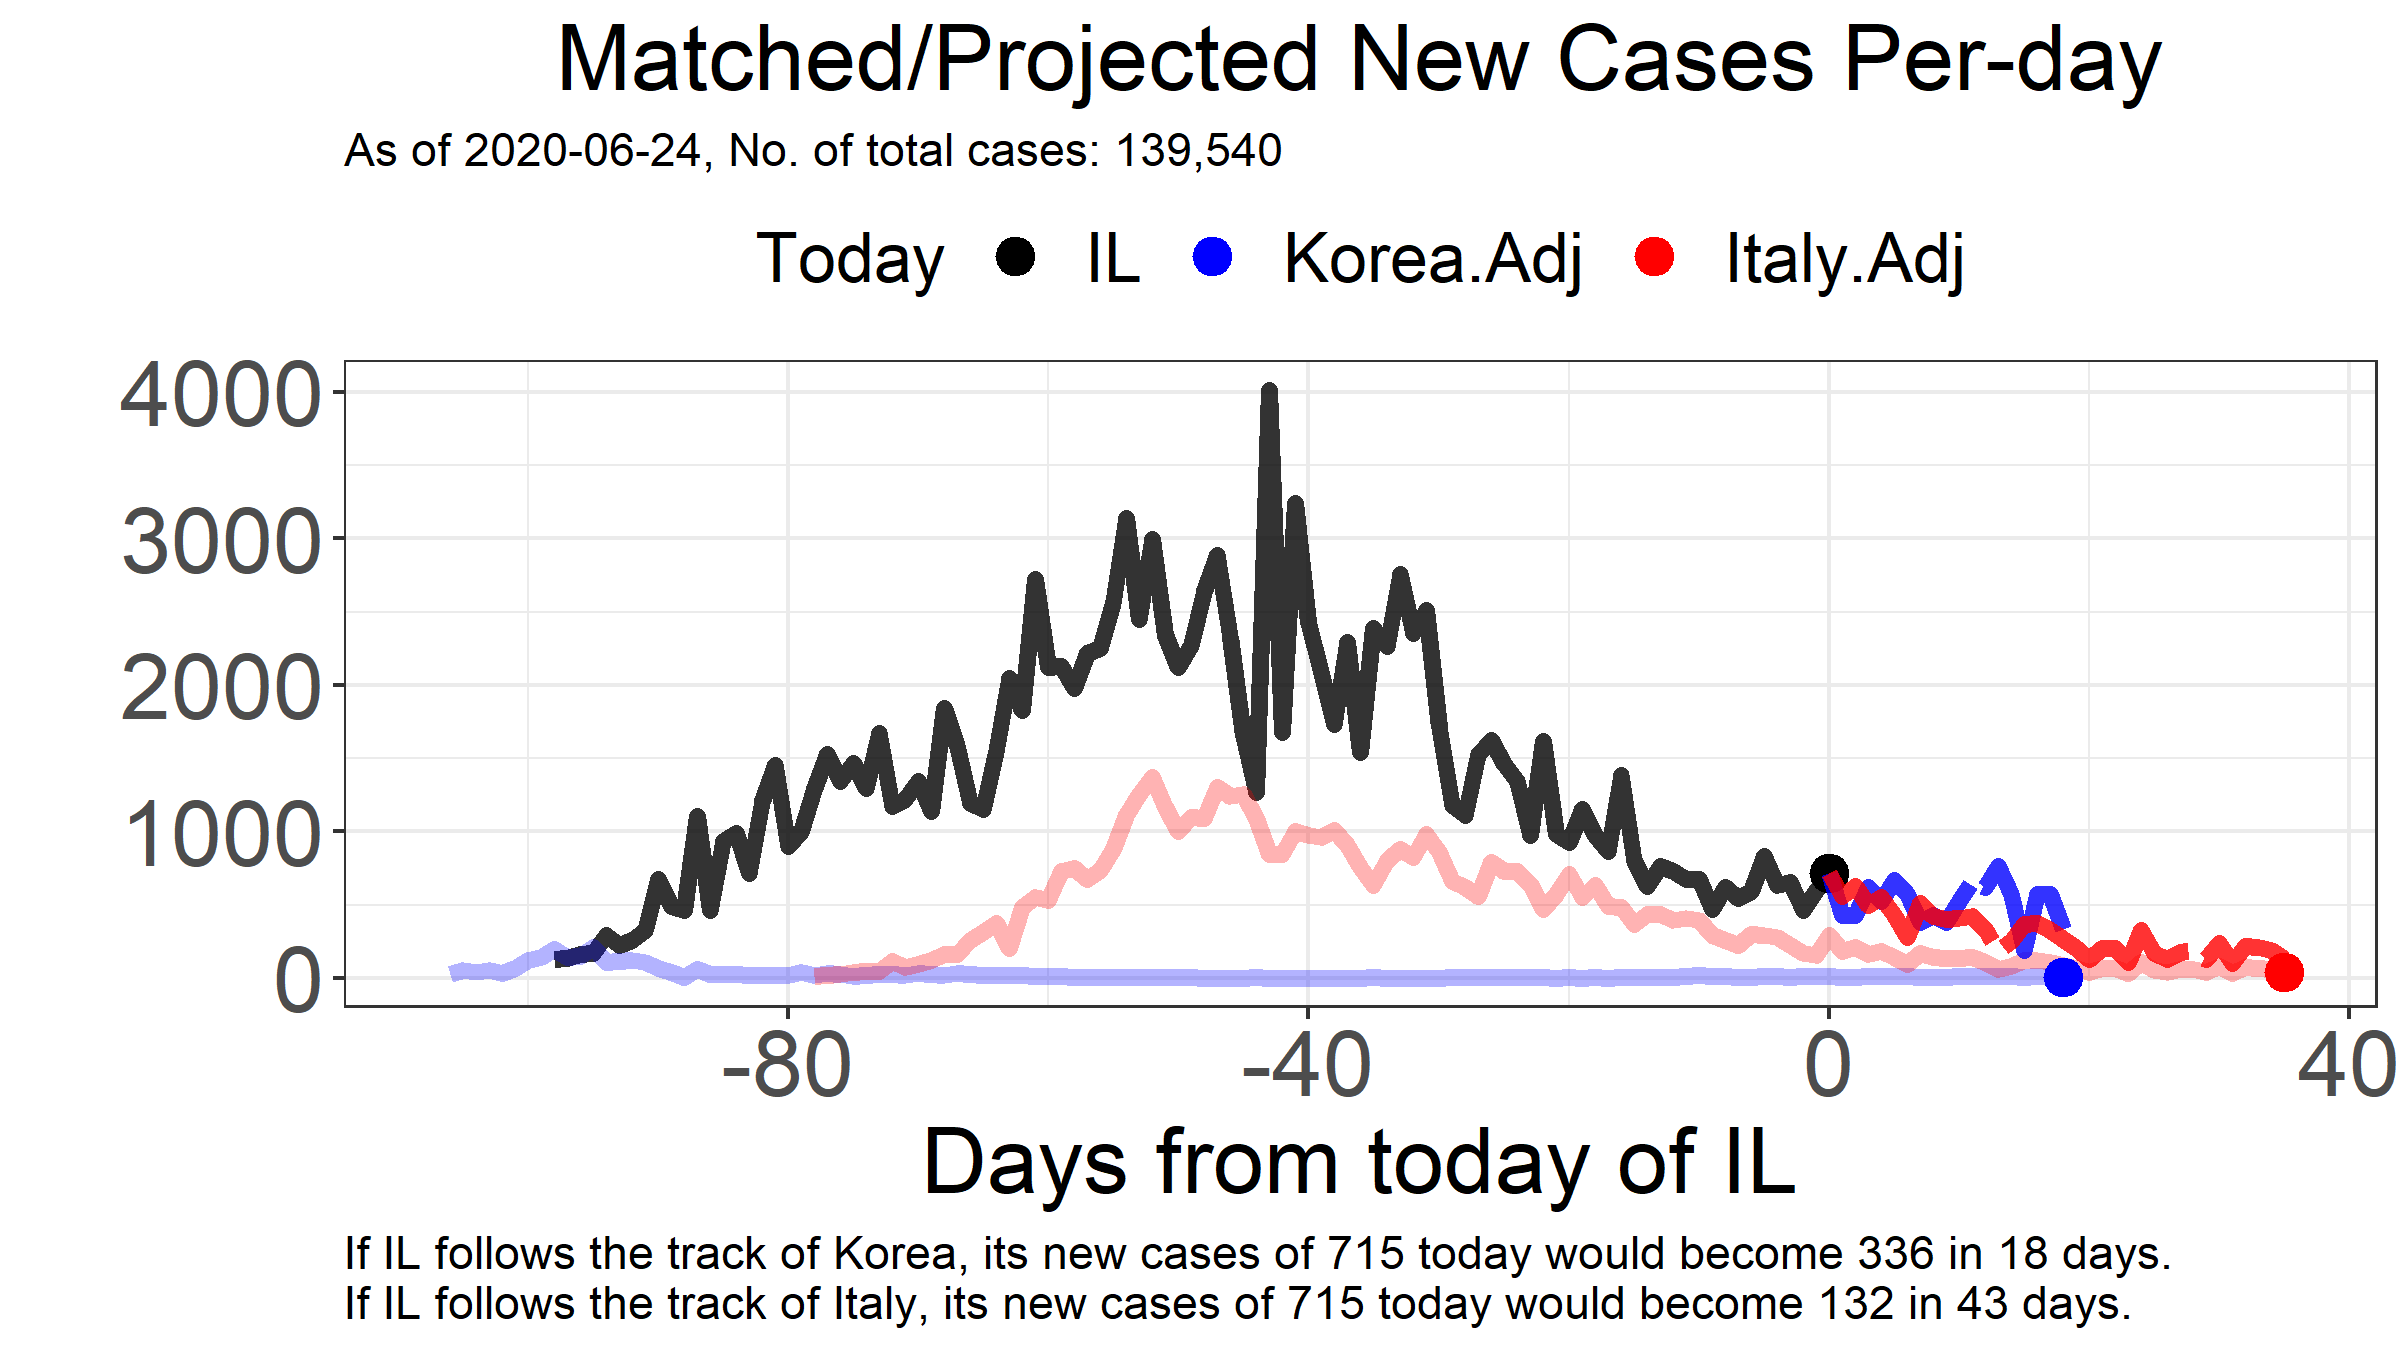 Matched/Projected New Cases Per-day
As of 2020-06-24, No. of total cases: 139,540
Today IL Korea.Adj Italy.Adj
4000
3000
2000
1000
0
-80 -40 0 40
Days from today of IL
If IL follows the track of Korea, its new cases of 715 today would become 336 in 18 days.
If IL follows the track of Italy, its new cases of 715 today would become 132 in 43 days.